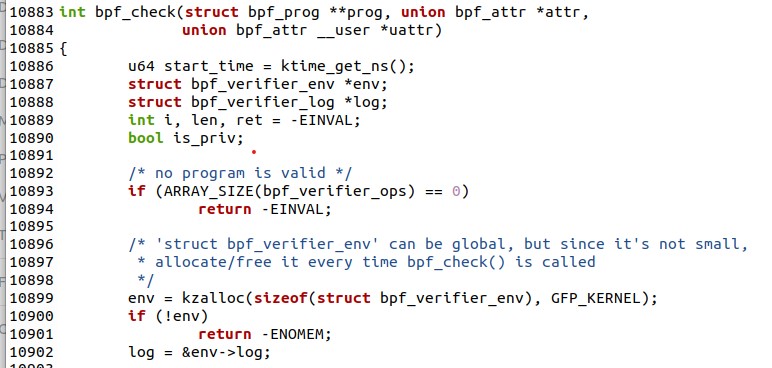 10883 int bpf_check(struct bpf_prog **prog, union bpf_attr *attr,
10884 union bpf_attr __user *uattr)
10885 {
10886 u64 start_time = ktime_get_ns();
10887 struct bpf_verifier_env *env;
10888 struct bpf_verifier_log *log;
10889 int i, len, ret = -EINVAL;
10890 bool is_priv;
10891
10892 /* no program is valid */
10893 if (ARRAY_SIZE(bpf_verifier_ops) == 0)
10894 return -EINVAL;
10895
10896 /* 'struct bpf_verifier_env' can be global, but since it's not small,
10897 * allocate/free it every time bpf_check() is called
10898 */
10899 env = kzalloc(sizeof(struct bpf_verifier_env), GFP_KERNEL);
10900 if (!env)
10901 return -ENOMEM;
10902 log = &env->log;